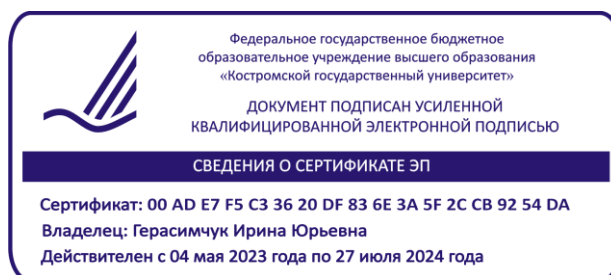 Федеральное государственное бюджетное
образовательное учреждение высшего образования
«Костромской государственный университет»
ДОКУМЕНТ ПОДПИСАН УСИЛЕННОЙ
КВАЛИФИЦИРОВАННОЙ ЭЛЕКТРОННОЙ ПОДПИСЬЮ
СВЕДЕНИЯ О СЕРТИФИКАТЕ ЭП
Сертификат: 00 AD E7 F5 C3 36 20 DF 83 6E 3A 5F 2C CB 92 54 DA
Владелец: Герасимчук Ирина Юрьевна
Действителен с 04 мая 2023 года по 27 июля 2024 года